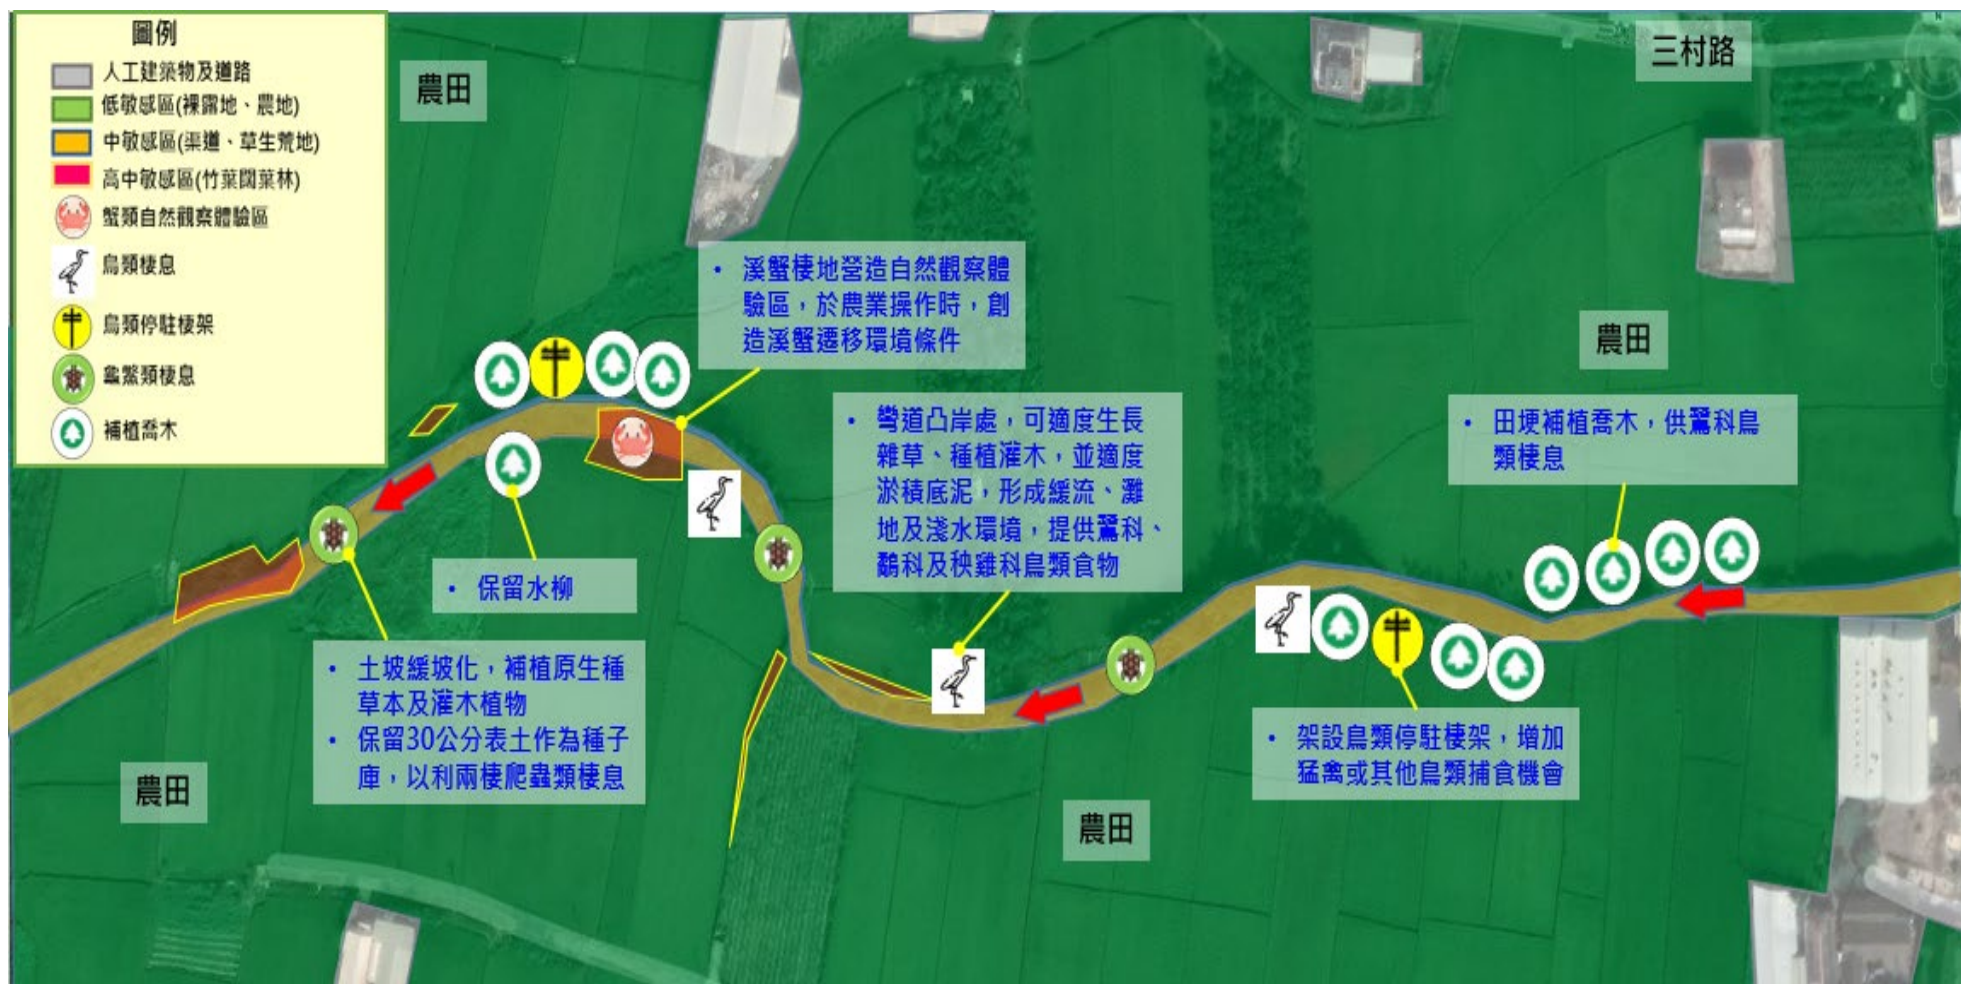 圖例
人工建築物及道路
低敏感區(裸露地、農地)
中敏感區(渠道、草生荒地)
高中敏感區(竹葉闊葉林)
蟹類自然觀察體驗區
鳥類棲息
鳥類停駐棲架
龜鱉類棲息
補植喬木
農田
三村路
• 溪蟹棲地營造自然觀察體
驗區，於農業操作時，創
造溪蟹遷移環境條件
農田
• 彎道凸岸處，可適度生長
雜草、種植灌木，並適度
淤積底泥，形成緩流、灘
地及淺水環境，提供鷺科、
鷸科及秧雞科鳥類食物
• 田埂補植喬木，供鷺科鳥
類棲息
• 保留水柳
• 土坡緩坡化，補植原生種
草本及灌木植物
• 保留30公分表土作為種子
庫，以利兩棲爬蟲類棲息
• 架設鳥類停駐棲架，增加
猛禽或其他鳥類捕食機會
農田
農田